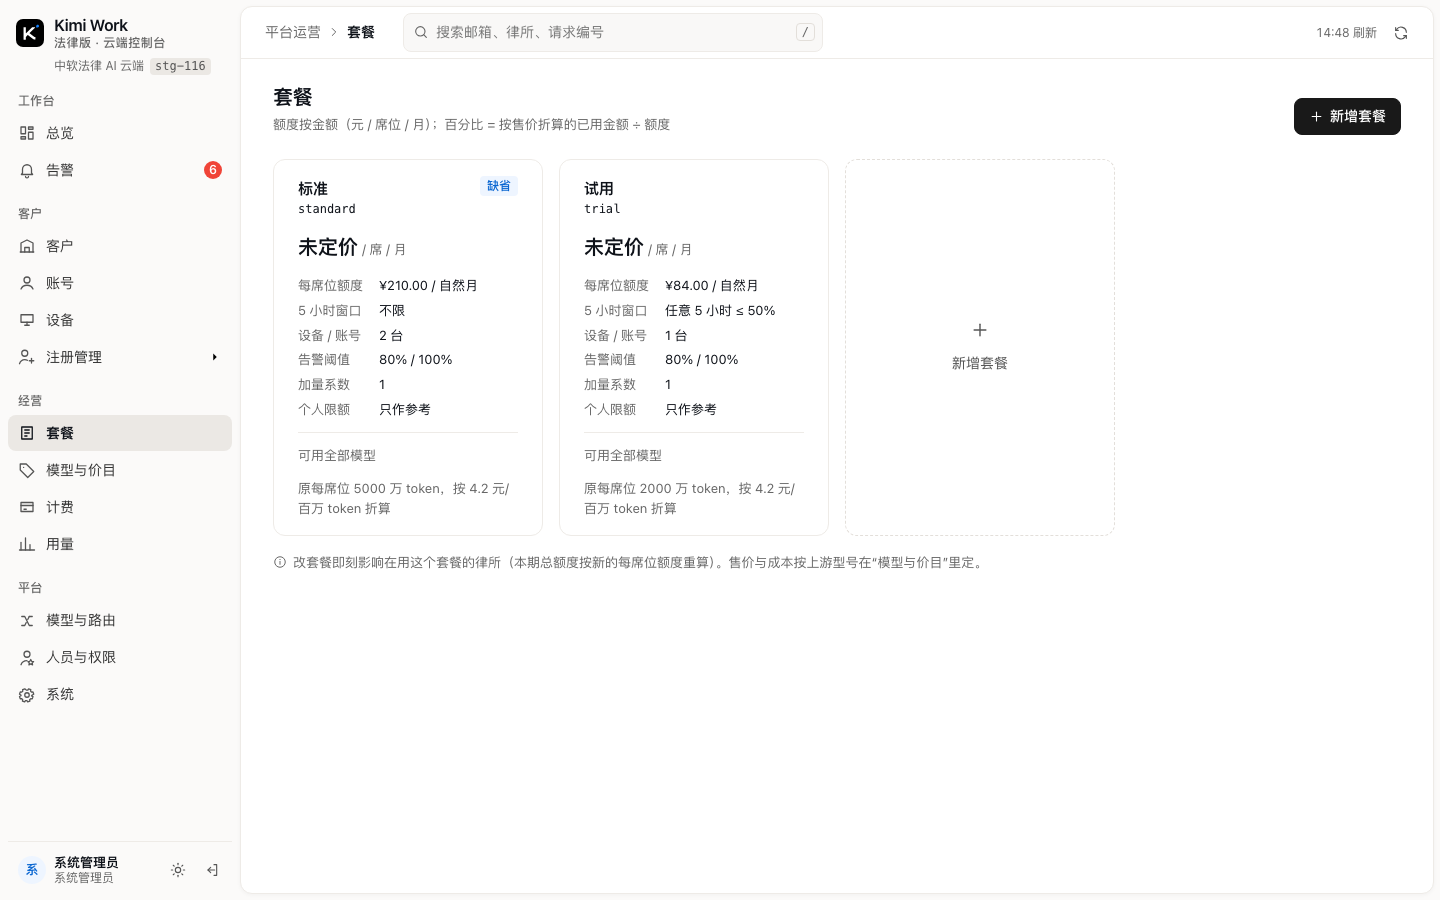 Kimi Work
法律版 · 云端控制台
中软法律 AI 云端 stg-116
工作台
总览
告警 6
客户
客户
账号
设备
注册管理
经营
套餐
模型与价目
计费
用量
平台
模型与路由
人员与权限
系统
系 系统管理员
系统管理员
平台运营 > 套餐
搜索邮箱、律所、请求编号 /
14:48 刷新
套餐
额度按金额（元 / 席位 / 月）；百分比 = 按售价折算的已用金额 ÷ 额度
+ 新增套餐
标准 缺省
standard
未定价 / 席 / 月
每席位额度 ¥210.00 / 自然月
5 小时窗口 不限
设备 / 账号 2 台
告警阈值 80% / 100%
加量系数 1
个人限额 只作参考
可用全部模型
原每席位 5000 万 token，按 4.2 元/
百万 token 折算
试用
trial
未定价 / 席 / 月
每席位额度 ¥84.00 / 自然月
5 小时窗口 任意 5 小时 ≤ 50%
设备 / 账号 1 台
告警阈值 80% / 100%
加量系数 1
个人限额 只作参考
可用全部模型
原每席位 2000 万 token，按 4.2 元/
百万 token 折算
新增套餐
改套餐即刻影响在用这个套餐的律所（本期总额度按新的每席位额度重算）。售价与成本按上游型号在“模型与价目”里定。